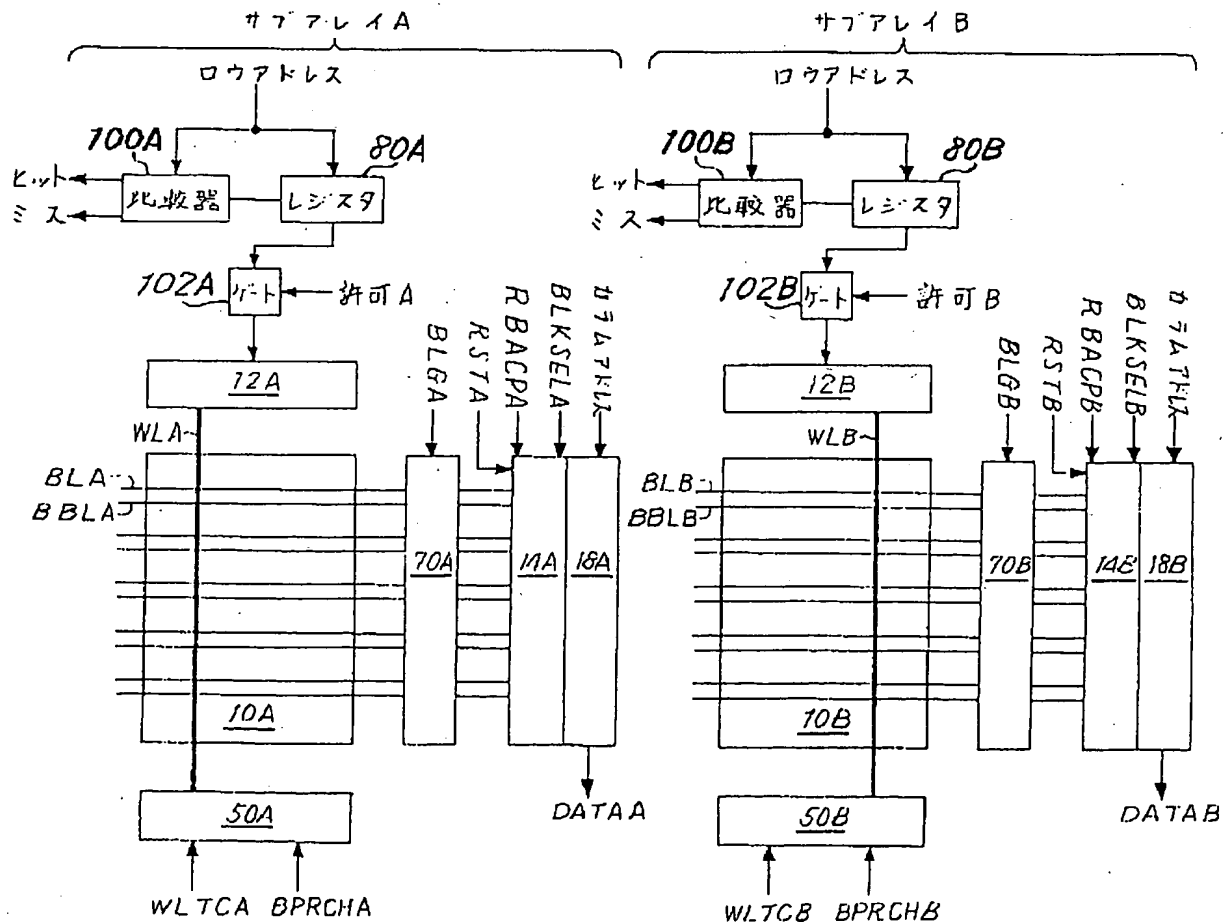 サブアレイA
ロウアドレス
100A
80A
ヒット
ミス
比較器
レジスタ
102A
ゲート
許可A
BLGA
RSTA
RBACPA
BLKSELA
カラムアドレス
12A
WLA
BLA
BBLA
70A
14A
18A
10A
50A
DATAA
WLTCA
BPRCHA
サブアレイB
ロウアドレス
100B
80B
ヒット
ミス
比較器
レジスタ
102B
ゲート
許可B
BLGB
RSTB
RBACPB
BLKSELB
カラムアドレス
12B
WLB
BLB
BBLB
70B
14B
18B
10B
50B
DATAB
WLTCB
BPRCHB